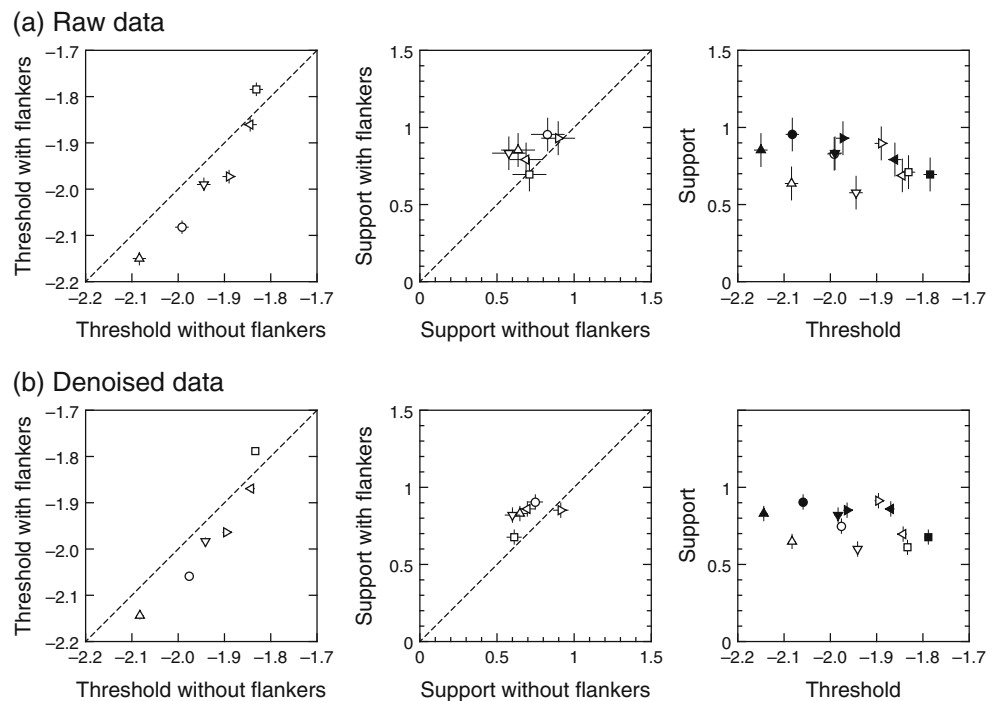 (a) Raw data
Threshold with flankers
−1.7
−1.8
−1.9
−2.0
−2.1
−2.2
−2.2 −2.1 −2.0 −1.9 −1.8 −1.7
Threshold without flankers
Support with flankers
1.5
1
0.5
0
0 0.5 1 1.5
Support without flankers
Support
1.5
1
0.5
0
−2.2 −2.1 −2.0 −1.9 −1.8 −1.7
Threshold
(b) Denoised data
Threshold with flankers
−1.7
−1.8
−1.9
−2.0
−2.1
−2.2
−2.2 −2.1 −2.0 −1.9 −1.8 −1.7
Threshold without flankers
Support with flankers
1.5
1
0.5
0
0 0.5 1 1.5
Support without flankers
Support
1.5
1
0.5
0
−2.2 −2.1 −2.0 −1.9 −1.8 −1.7
Threshold